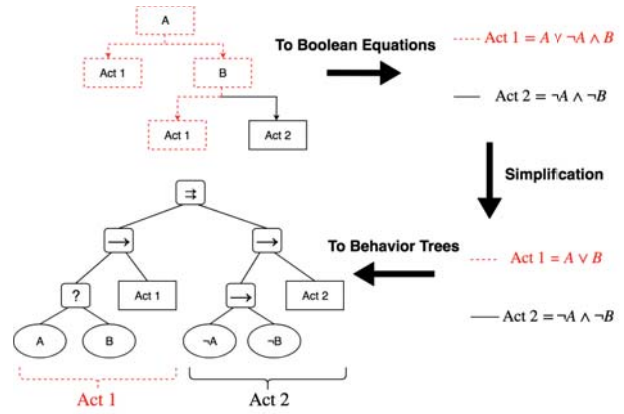 A
To Boolean Equations
Act 1 = A ∨ ¬A ∧ B
Act 1
B
Act 2 = ¬A ∧ ¬B
Act 1
Act 2
Simplification
⇉
→
→
To Behavior Trees
Act 1 = A ∨ B
?
Act 1
→
Act 2
Act 2 = ¬A ∧ ¬B
A
B
¬A
¬B
Act 1
Act 2